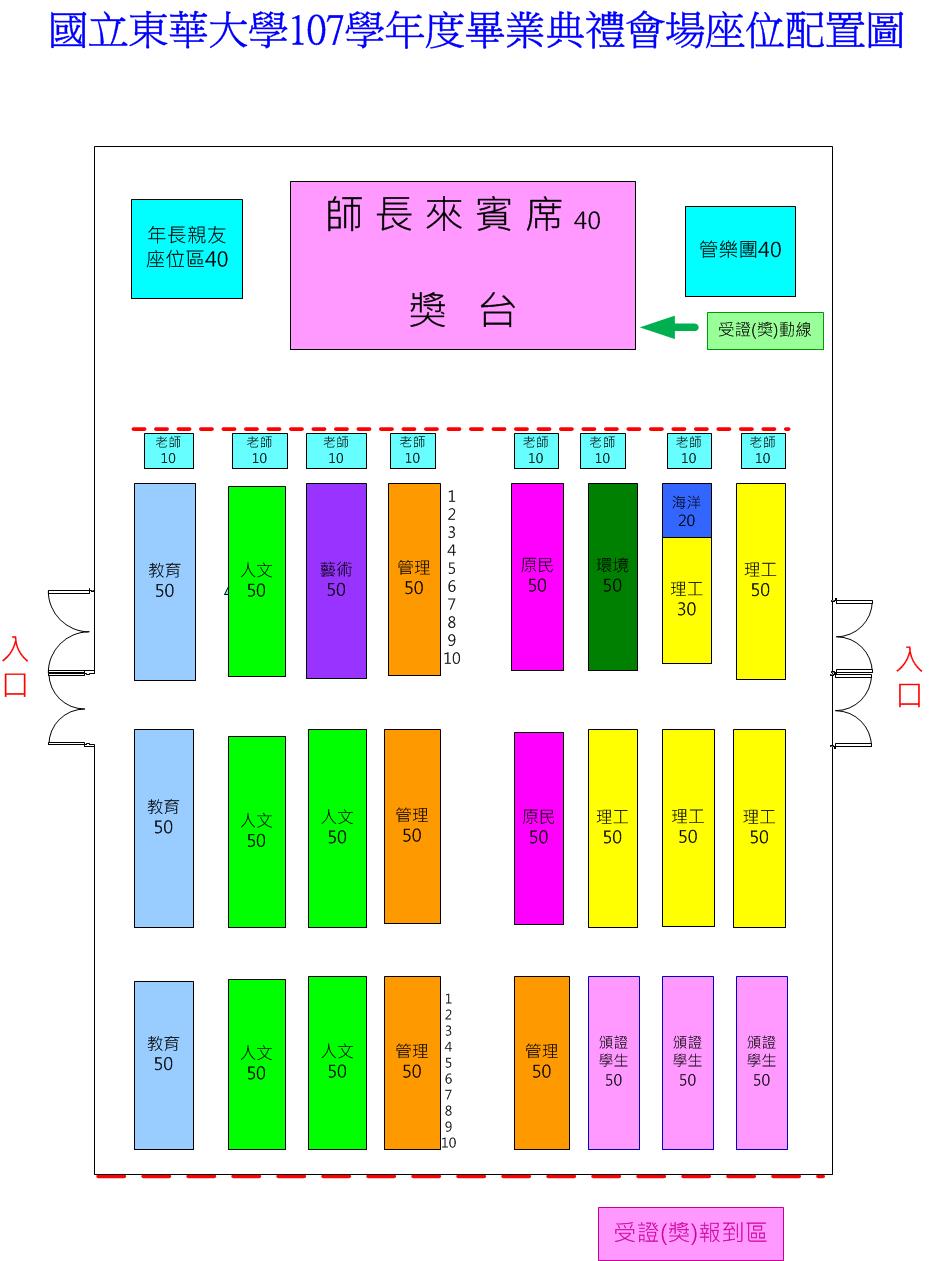 國立東華大學107學年度畢業典禮會場座位配置圖
年長親友
座位區40
師長來賓席 40
獎台
管樂團40
受證(獎)動線
老師
10
老師
10
老師
10
老師
10
老師
10
老師
10
老師
10
老師
10
教育
50
4
人文
50
藝術
50
管理
50
1
2
3
4
5
6
7
8
9
10
原民
50
環境
50
海洋
20
理工
30
理工
50
入
口
入
口
教育
50
人文
50
人文
50
管理
50
原民
50
理工
50
理工
50
理工
50
教育
50
人文
50
人文
50
管理
50
1
2
3
4
5
6
7
8
9
10
管理
50
頒證
學生
50
頒證
學生
50
頒證
學生
50
受證(獎)報到區